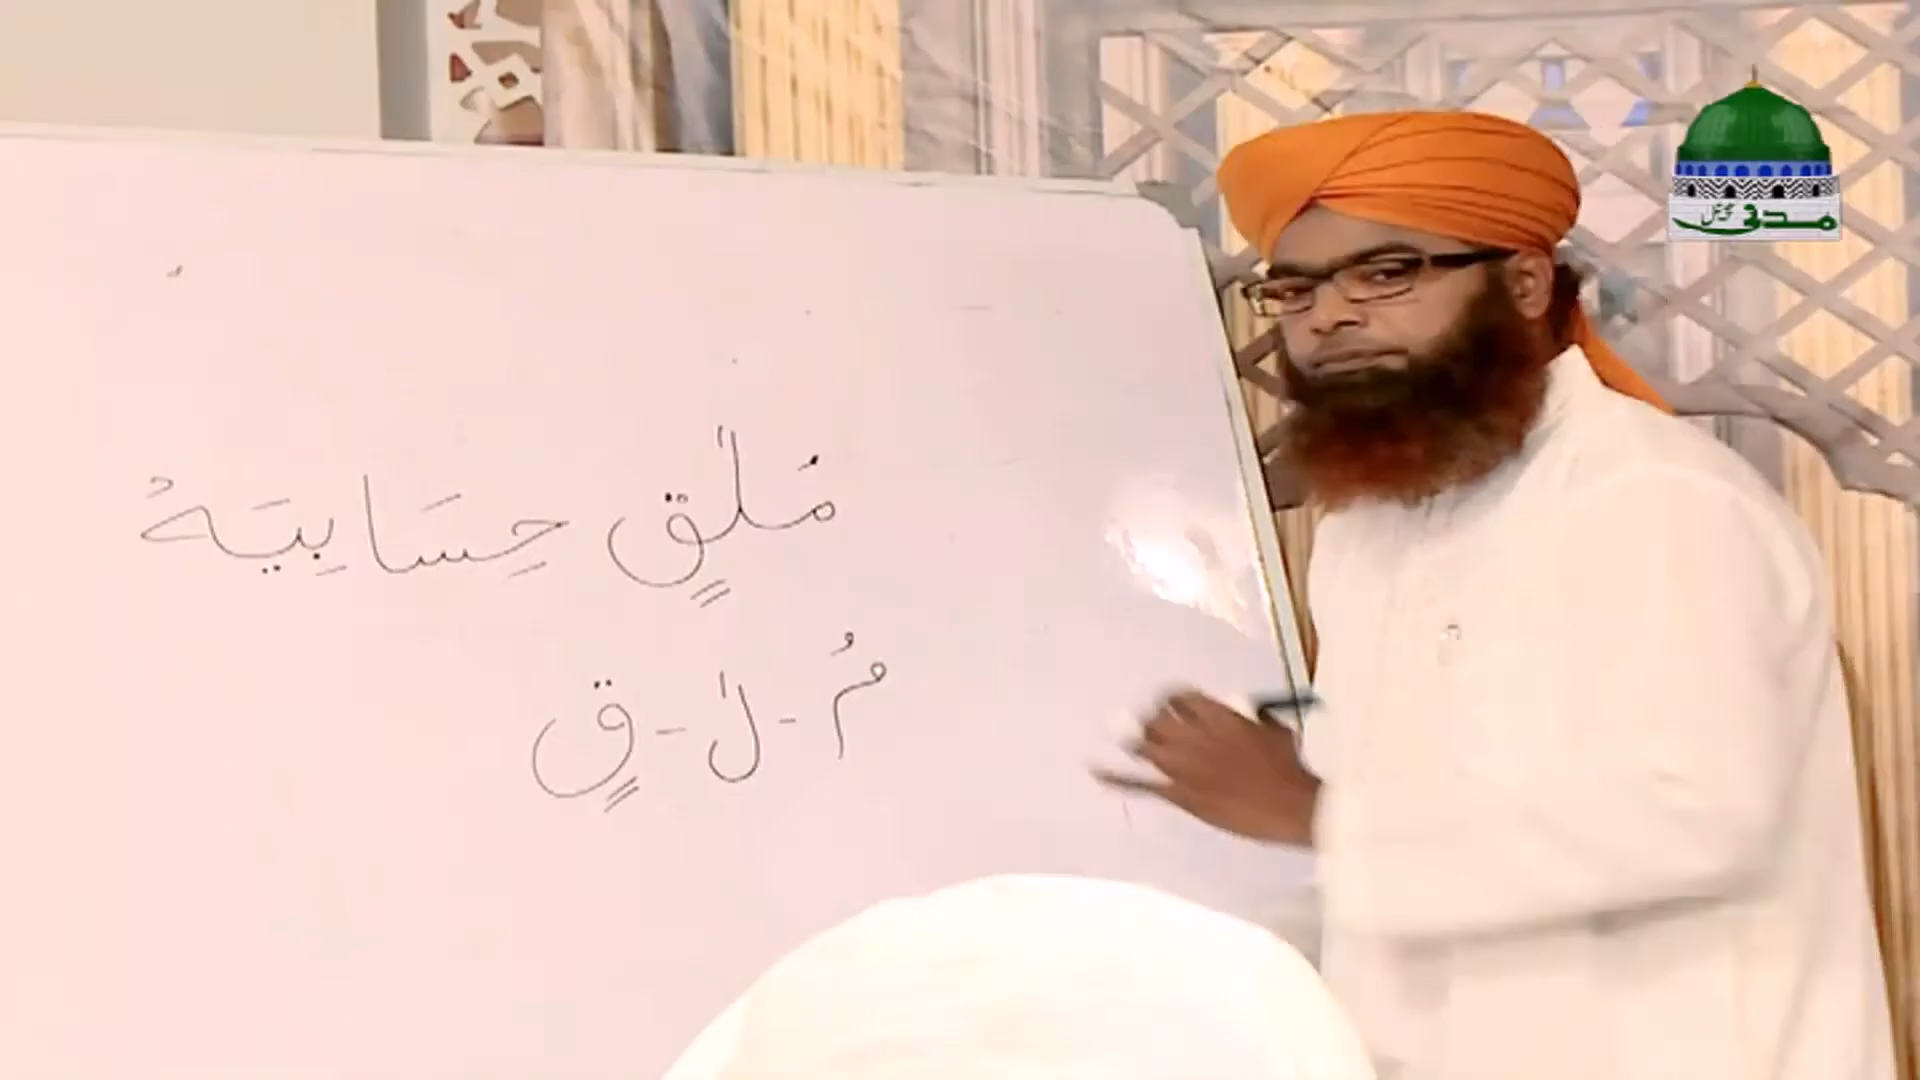 مُلٰقٍ حِسَابِيَهْ
مُ - لٰ - قٍ
مدنی چینل